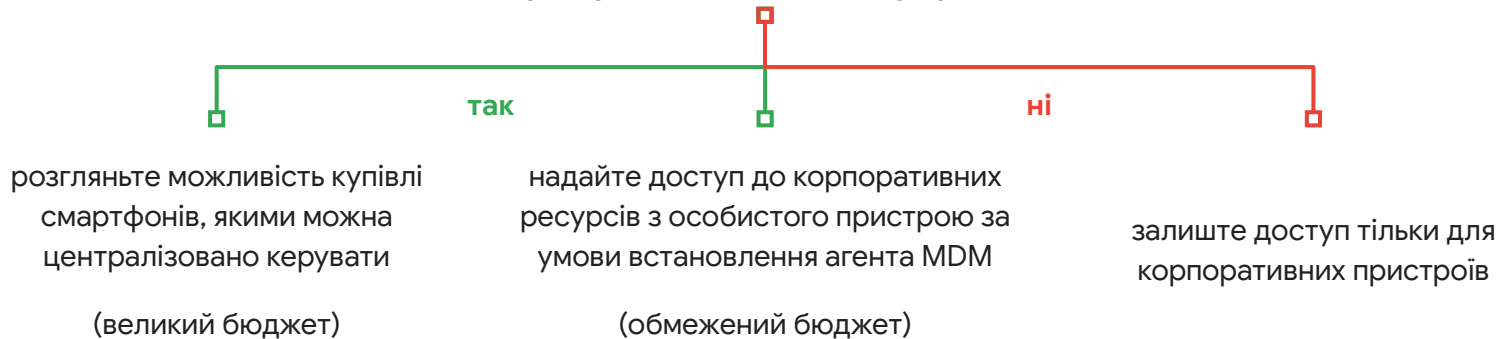 так
ні
розгляньте можливість купівлі
смартфонів, якими можна
централізовано керувати
(великий бюджет)
надайте доступ до корпоративних
ресурсів з особистого пристрою за
умови встановлення агента MDM
(обмежений бюджет)
залиште доступ тільки для
корпоративних пристроїв